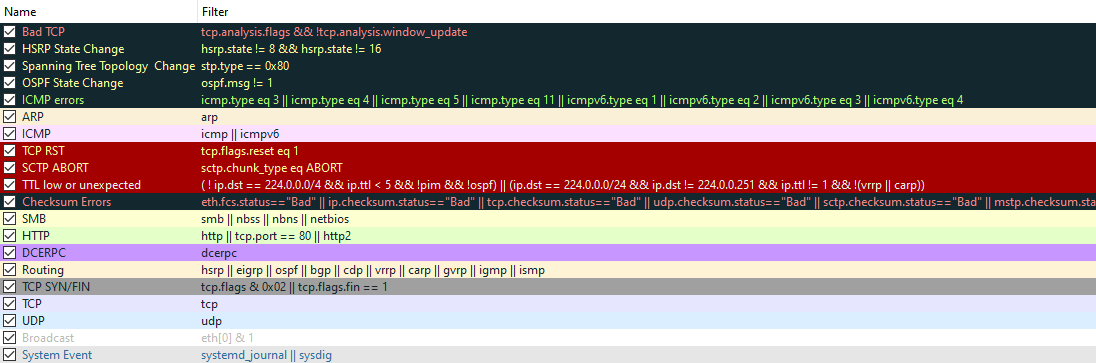 Name Filter
Bad TCP tcp.analysis.flags && !tcp.analysis.window_update
HSRP State Change hsrp.state != 8 && hsrp.state != 16
Spanning Tree Topology  Change stp.type == 0x80
OSPF State Change ospf.msg != 1
ICMP errors icmp.type eq 3 || icmp.type eq 4 || icmp.type eq 5 || icmp.type eq 11 || icmpv6.type eq 1 || icmpv6.type eq 2 || icmpv6.type eq 3 || icmpv6.type eq 4
ARP arp
ICMP icmp || icmpv6
TCP RST tcp.flags.reset eq 1
SCTP ABORT sctp.chunk_type eq ABORT
TTL low or unexpected ( ! ip.dst == 224.0.0.0/4 && ip.ttl < 5 && !pim && !ospf) || (ip.dst == 224.0.0.0/24 && ip.dst != 224.0.0.251 && ip.ttl != 1 && !(vrrp || carp))
Checksum Errors eth.fcs.status=="Bad" || ip.checksum.status=="Bad" || tcp.checksum.status=="Bad" || udp.checksum.status=="Bad" || sctp.checksum.status=="Bad" || mstp.checksum.sta
SMB smb || nbss || nbns || netbios
HTTP http || tcp.port == 80 || http2
DCERPC dcerpc
Routing hsrp || eigrp || ospf || bgp || cdp || vrrp || carp || gvrp || igmp || ismp
TCP SYN/FIN tcp.flags & 0x02 || tcp.flags.fin == 1
TCP tcp
UDP udp
Broadcast eth[0] & 1
System Event systemd_journal || sysdig